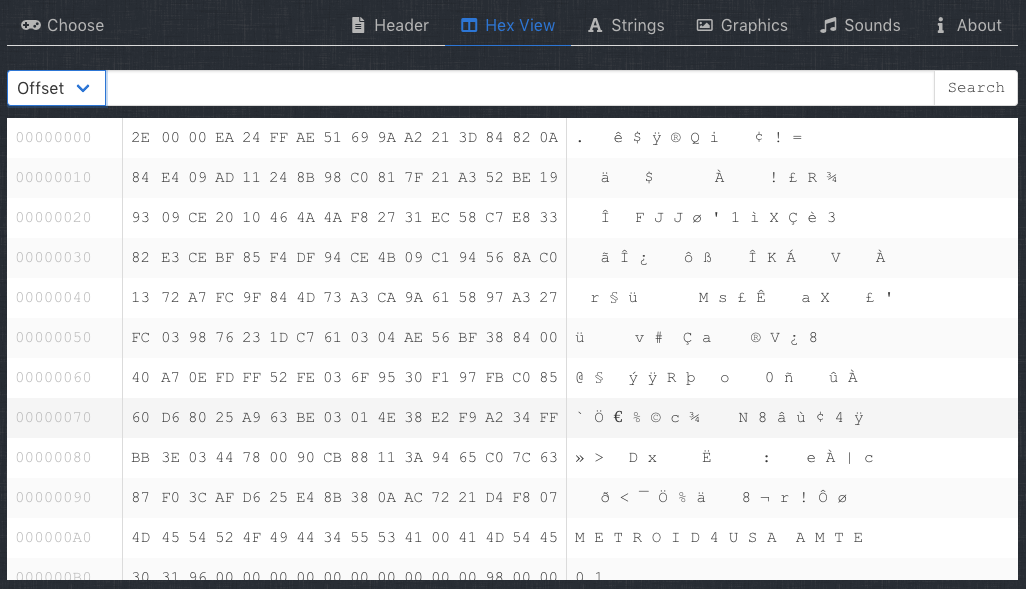 Choose Header Hex View Strings Graphics Sounds About
Offset Search
00000000 2E 00 00 EA 24 FF AE 51 69 9A A2 21 3D 84 82 0A . ê $ ÿ ® Q i ¢ ! =
00000010 84 E4 09 AD 11 24 8B 98 C0 81 7F 21 A3 52 BE 19 ä $ À ! £ R ¾
00000020 93 09 CE 20 10 46 4A 4A F8 27 31 EC 58 C7 E8 33 Î F J J ø ' 1 ì X Ç è 3
00000030 82 E3 CE BF 85 F4 DF 94 CE 4B 09 C1 94 56 8A C0 ã Î ¿ ô ß Î K Á V À
00000040 13 72 A7 FC 9F 84 4D 73 A3 CA 9A 61 58 97 A3 27 r § ü M s £ Ê a X £ '
00000050 FC 03 98 76 23 1D C7 61 03 04 AE 56 BF 38 84 00 ü v # Ç a ® V ¿ 8
00000060 40 A7 0E FD FF 52 FE 03 6F 95 30 F1 97 FB C0 85 @ § ý ÿ R þ o 0 ñ û À
00000070 60 D6 80 25 A9 63 BE 03 01 4E 38 E2 F9 A2 34 FF ` Ö € % © c ¾ N 8 â ù ¢ 4 ÿ
00000080 BB 3E 03 44 78 00 90 CB 88 11 3A 94 65 C0 7C 63 » > D x Ë : e À | c
00000090 87 F0 3C AF D6 25 E4 8B 38 0A AC 72 21 D4 F8 07 ð < ¯ Ö % ä 8 ¬ r ! Ô ø
000000A0 4D 45 54 52 4F 49 44 34 55 53 41 00 41 4D 54 45 M E T R O I D 4 U S A A M T E
000000B0 30 31 96 00 00 00 00 00 00 00 00 00 00 98 00 00 0 1